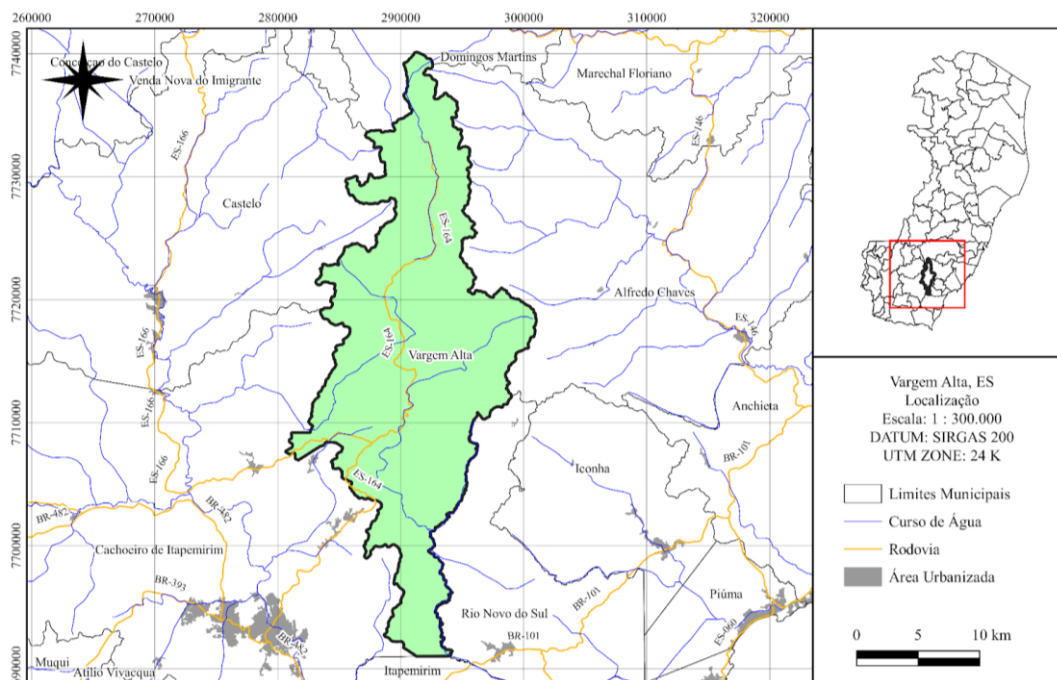 260000 270000 280000 290000 300000 310000 320000
7740000
Conceição do Castelo
Domingos Martins
Venda Nova do Imigrante
Marechal Floriano
ES-166
ES-146
7730000
Castelo
ES-164
7720000
Alfredo Chaves
ES-146
ES-166
ES-164
Vargem Alta
7710000
ES-166
Anchieta
BR-101
ES-166
Iconha
ES-164
BR-482
BR-482
7700000
Cachoeiro de Itapemirim
BR-393
Rio Novo do Sul
BR-101
Piúma
ES-060
BR-101
BR-482
Muqui
Atílio Vivacqua
Itapemirim
Vargem Alta, ES
Localização
Escala: 1 : 300.000
DATUM: SIRGAS 200
UTM ZONE: 24 K
Limites Municipais
Curso de Água
Rodovia
Área Urbanizada
0 5 10 km